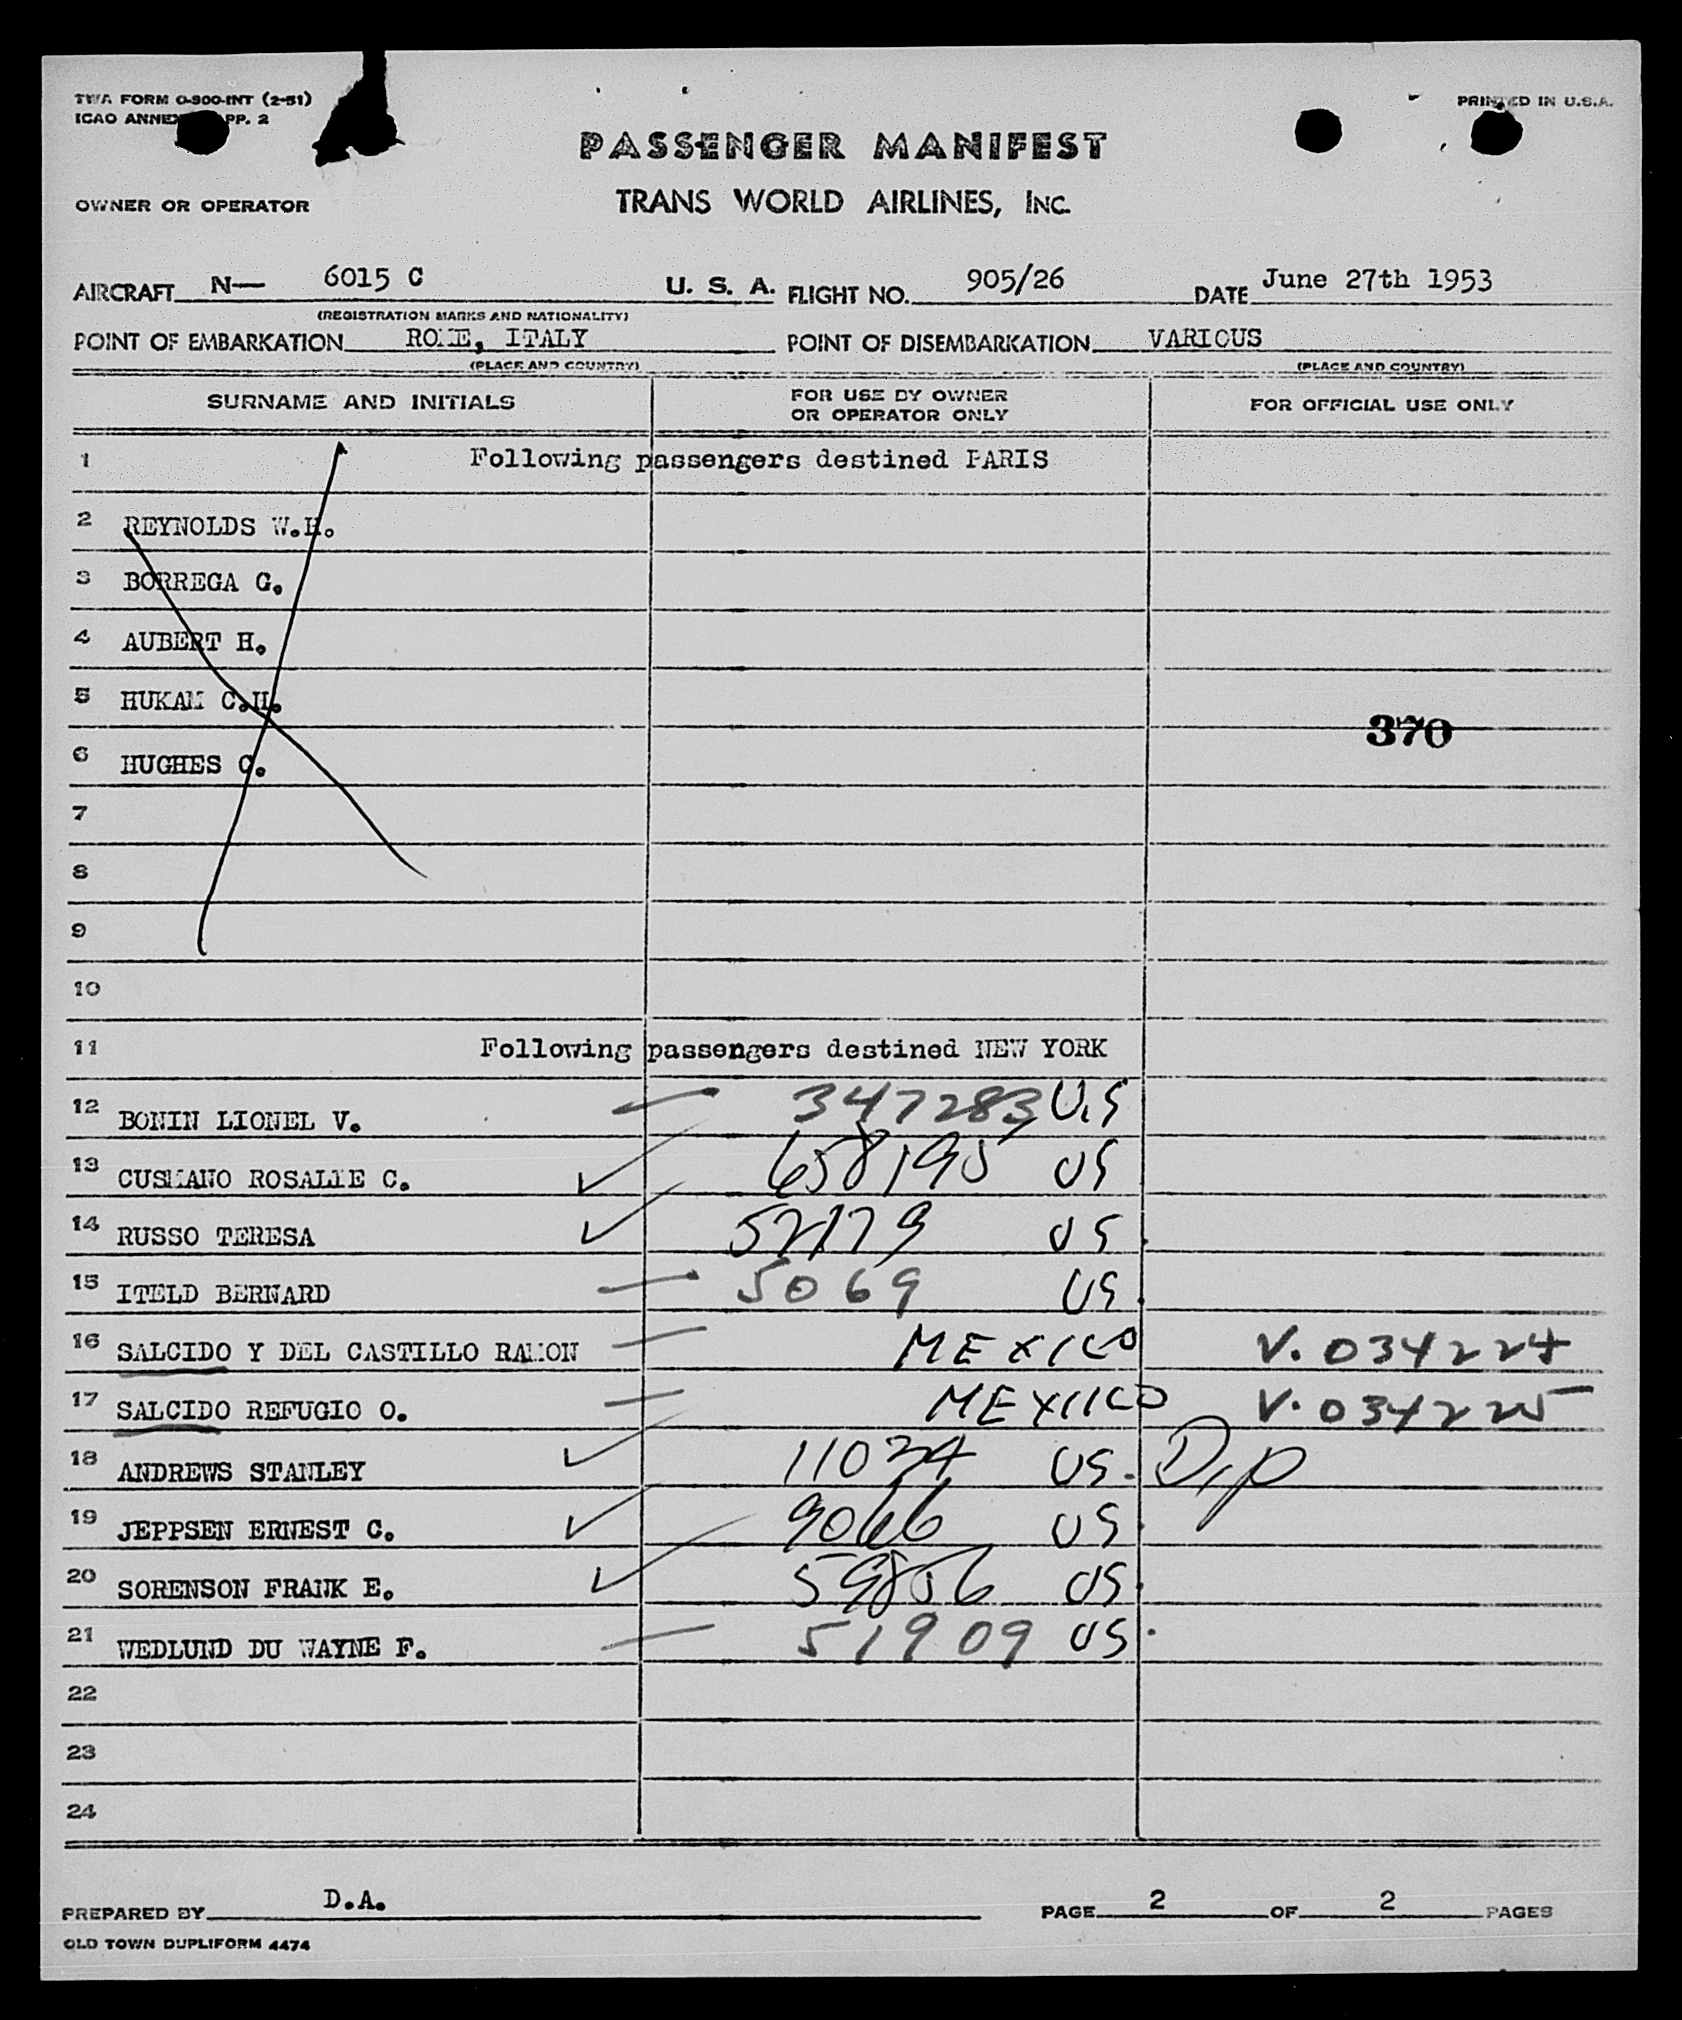 TWA FORM O-900-INT (2-51)
ICAO ANNEX PP. 2
PRINTED IN U.S.A.
PASSENGER MANIFEST
OWNER OR OPERATOR
TRANS WORLD AIRLINES, INC.
AIRCRAFT N— 6015 C U. S. A. FLIGHT NO. 905/26 DATE June 27th 1953
(REGISTRATION MARKS AND NATIONALITY)
POINT OF EMBARKATION ROME, ITALY POINT OF DISEMBARKATION VARIOUS
(PLACE AND COUNTRY) (PLACE AND COUNTRY)
SURNAME AND INITIALS FOR USE BY OWNER OR OPERATOR ONLY FOR OFFICIAL USE ONLY
1 Following passengers destined PARIS
2 REYNOLDS W.H.
3 BORREGA G.
4 AUBERT H.
5 HUKAM C.H.
370
6 HUGHES C.
7
8
9
10
11 Following passengers destined NEW YORK
12 BONIN LIONEL V. 347283 U.S
13 CUSMANO ROSALIE C. 658195 US
14 RUSSO TERESA 52179 US
15 ITELD BERNARD 5069 US
16 SALCIDO Y DEL CASTILLO RAMON MEXICO V. 034224
17 SALCIDO REFUGIO O. MEXIICO V. 034225
18 ANDREWS STANLEY 11024 US. Dip
19 JEPPSEN ERNEST C. 9066 US
20 SORENSON FRANK E. 59856 US
21 WEDLUND DU WAYNE F. 51909 US
22
23
24
PREPARED BY D.A. PAGE 2 OF 2 PAGES
OLD TOWN DUPLIFORM 4474